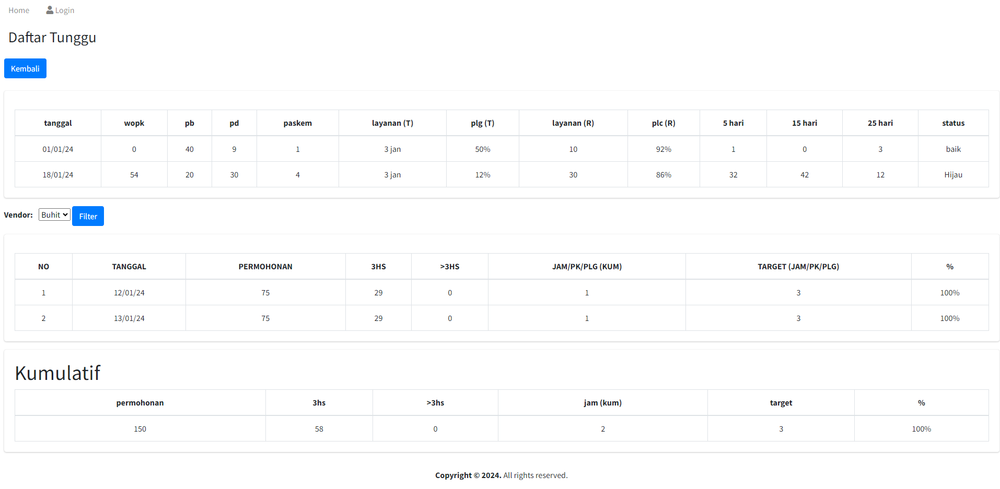 Home Login
Daftar Tunggu
Kembali
tanggal wopk pb pd paskem layanan (T) plg (T) layanan (R) plc (R) 5 hari 15 hari 25 hari status
01/01/24 0 40 9 1 3 jan 50% 10 92% 1 0 3 baik
18/01/24 54 20 30 4 3 jan 12% 30 86% 32 42 12 Hijau
Vendor: Buhit Filter
NO TANGGAL PERMOHONAN 3HS >3HS JAM/PK/PLG (KUM) TARGET (JAM/PK/PLG) %
1 12/01/24 75 29 0 1 3 100%
2 13/01/24 75 29 0 1 3 100%
Kumulatif
permohonan 3hs >3hs jam (kum) target %
150 58 0 2 3 100%
Copyright © 2024. All rights reserved.